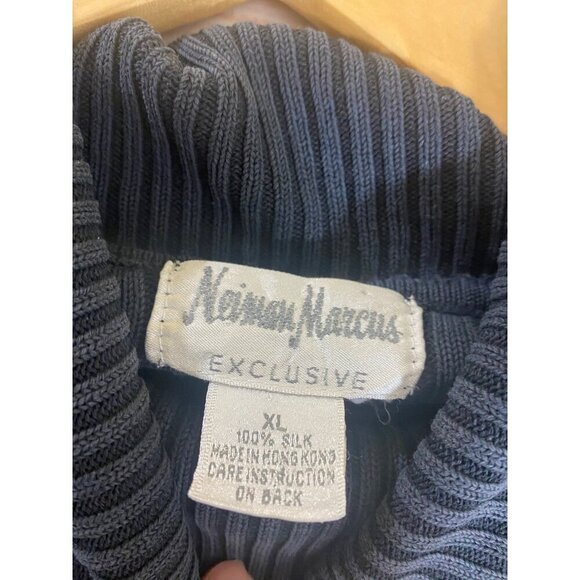 Neiman Marcus
EXCLUSIVE
XL
100% SILK
MADE IN HONG KONG
CARE INSTRUCTION
ON BACK